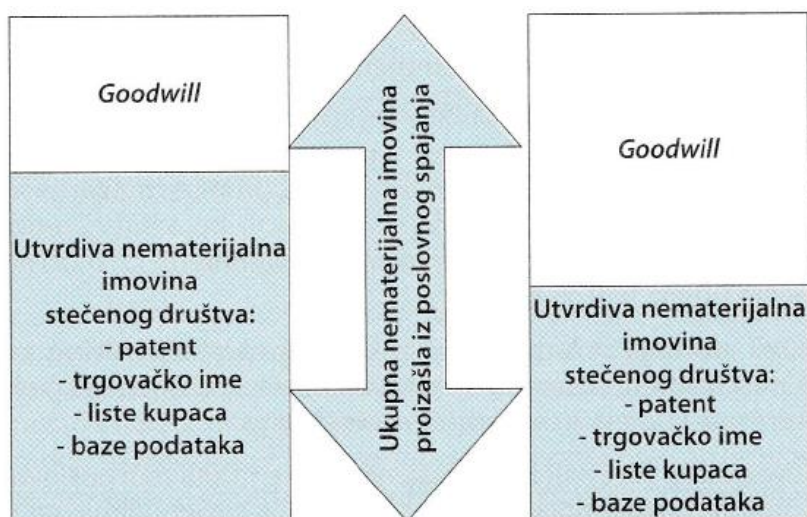 Goodwill
Utvrdiva nematerijalna
imovina
stečenog društva:
- patent
- trgovačko ime
- liste kupaca
- baze podataka
Ukupna nematerijalna imovina
proizašla iz poslovnog spajanja
Goodwill
Utvrdiva nematerijalna
imovina
stečenog društva:
- patent
- trgovačko ime
- liste kupaca
- baze podataka